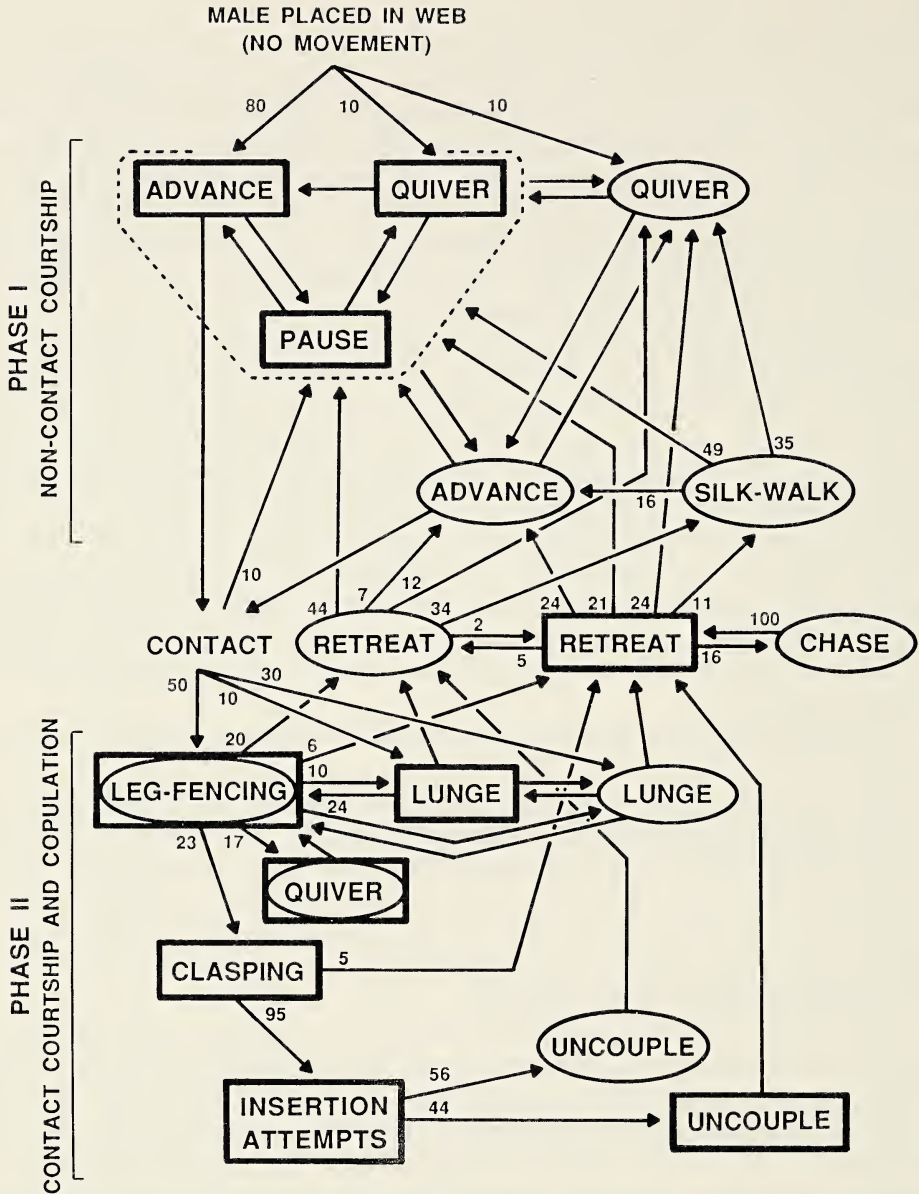 MALE PLACED IN WEB
(NO MOVEMENT)
80
10
10
PHASE I
NON-CONTACT COURTSHIP
ADVANCE
QUIVER
QUIVER
PAUSE
49
35
ADVANCE
16
SILK-WALK
10
7
12
44
34
24
21
24
11
CONTACT
RETREAT
2
5
RETREAT
100
16
CHASE
50
10
30
PHASE II
CONTACT COURTSHIP AND COPULATION
20
6
LEG-FENCING
10
24
LUNGE
LUNGE
23
17
QUIVER
CLASPING
5
95
UNCOUPLE
56
INSERTION
ATTEMPTS
44
UNCOUPLE